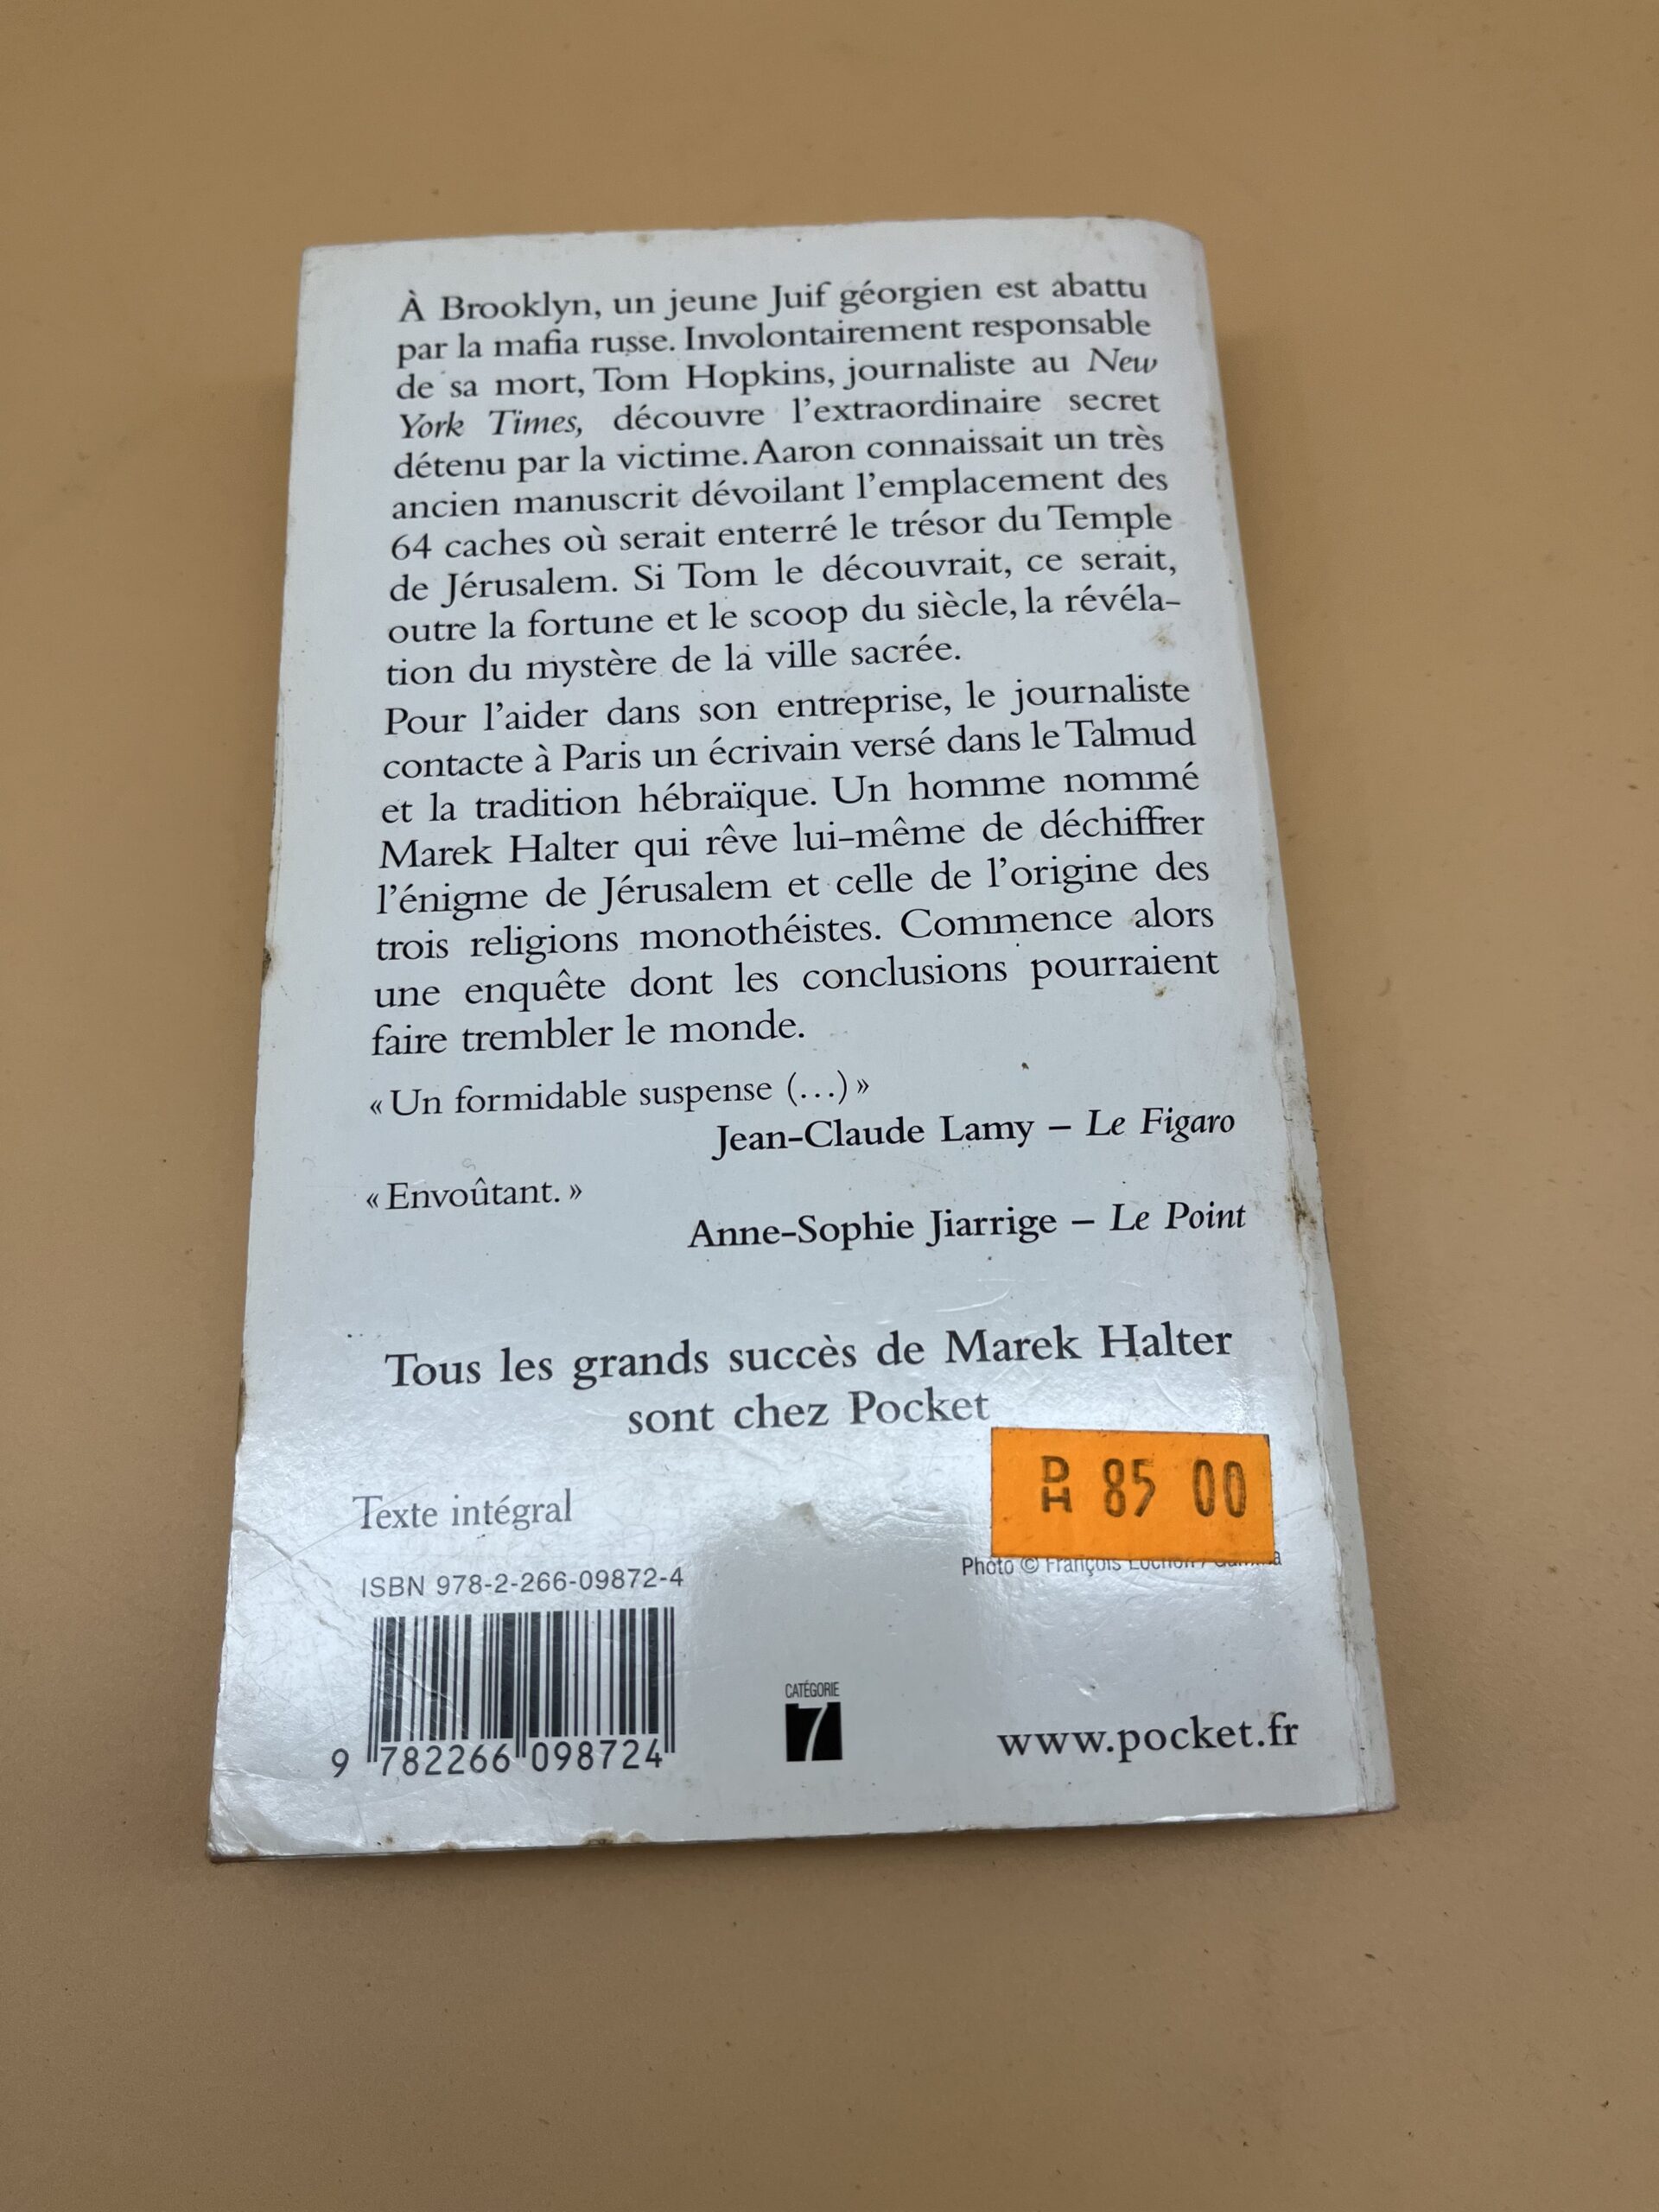 À Brooklyn, un jeune Juif géorgien est abattu
par la mafia russe. Involontairement responsable
de sa mort, Tom Hopkins, journaliste au New
York Times, découvre l'extraordinaire secret
détenu par la victime. Aaron connaissait un très
ancien manuscrit dévoilant l'emplacement des
64 caches où serait enterré le trésor du Temple
de Jérusalem. Si Tom le découvrait, ce serait,
outre la fortune et le scoop du siècle, la révéla-
tion du mystère de la ville sacrée.
Pour l'aider dans son entreprise, le journaliste
contacte à Paris un écrivain versé dans le Talmud
et la tradition hébraïque. Un homme nommé
Marek Halter qui rêve lui-même de déchiffrer
l'énigme de Jérusalem et celle de l'origine des
trois religions monothéistes. Commence alors
une enquête dont les conclusions pourraient
faire trembler le monde.
« Un formidable suspense (...) »
Jean-Claude Lamy – Le Figaro
« Envoûtant. »
Anne-Sophie Jiarrige – Le Point
Tous les grands succès de Marek Halter
sont chez Pocket
DH 85 00
Texte intégral
Photo © François
ISBN 978-2-266-09872-4
9 782266 098724
CATÉGORIE
7
www.pocket.fr